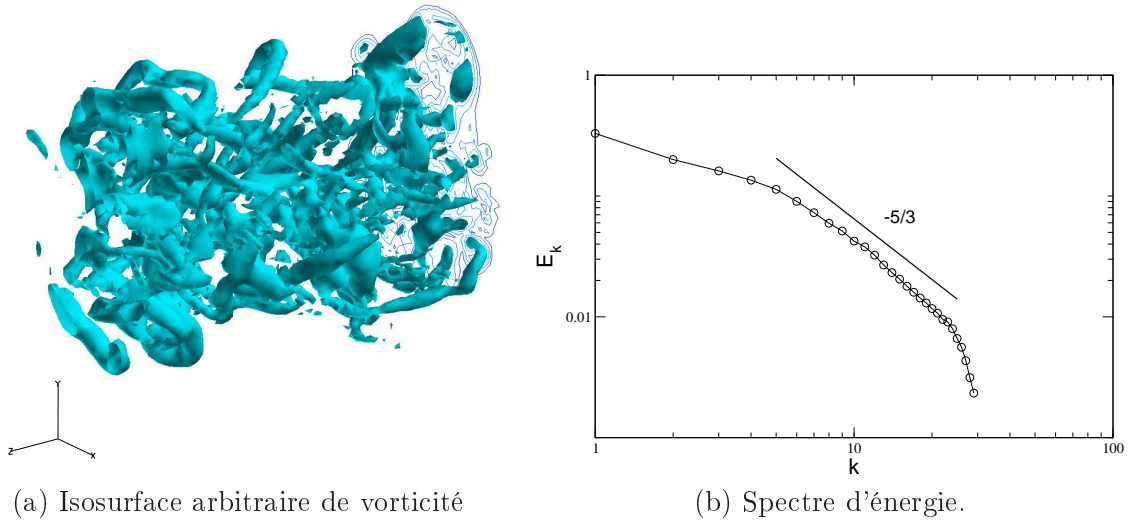 Y
Z
X
(a) Isosurface arbitraire de vorticité
1
0.01
E_k
-5/3
1
10
100
k
(b) Spectre d'énergie.